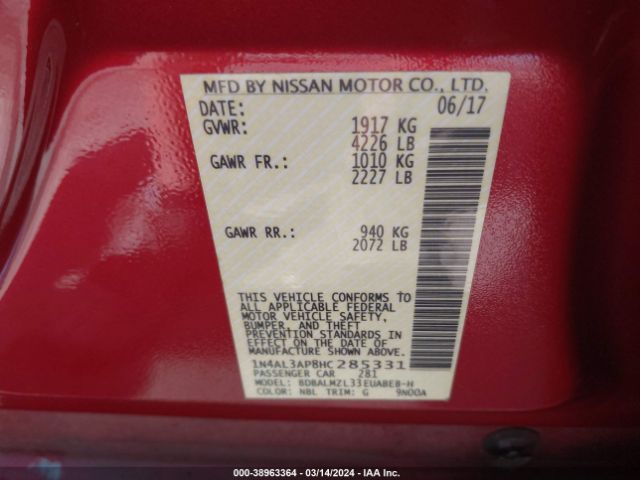 MFD BY NISSAN MOTOR CO., LTD.
DATE: 06/17
GVWR: 1917 KG
4226 LB
GAWR FR.: 1010 KG
2227 LB
GAWR RR.: 940 KG
2072 LB
THIS VEHICLE CONFORMS TO
ALL APPLICABLE FEDERAL
MOTOR VEHICLE SAFETY,
BUMPER, AND THEFT
PREVENTION STANDARDS IN
EFFECT ON THE DATE OF
MANUFACTURE SHOWN ABOVE.
1N4AL3AP8HC285331
PASSENGER CAR 281
MODEL: BDBALMZL33EUABEB-H
COLOR: NBL TRIM: G 9N00A
000-38963364 - 03/14/2024 - IAA Inc.